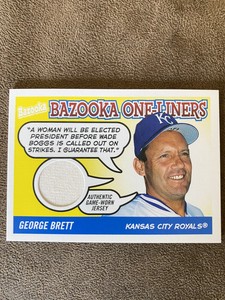 Bazooka
BAZOOKA ONE-LINERS
"A WOMAN WILL BE ELECTED
PRESIDENT BEFORE WADE
BOGGS IS CALLED OUT ON
STRIKES. I GUARANTEE THAT."
KC
AUTHENTIC
GAME-WORN
JERSEY
GEORGE BRETT
KANSAS CITY ROYALS®